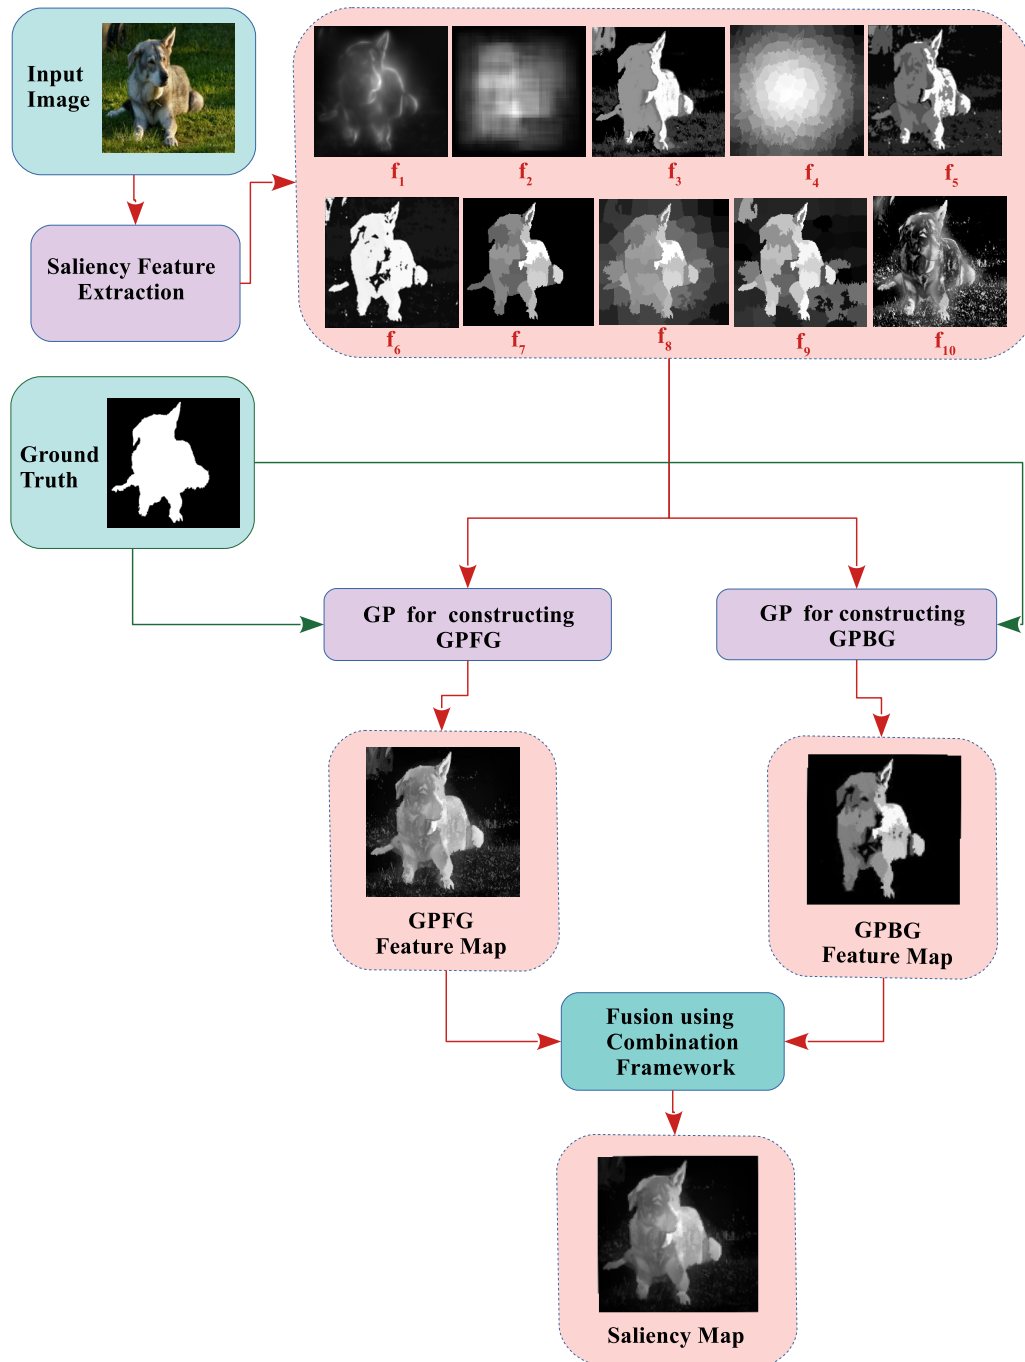 Input
Image
f1
f2
f3
f4
f5
Saliency Feature
Extraction
f6
f7
f8
f9
f10
Ground
Truth
GP for constructing
GPFG
GP for constructing
GPBG
GPFG
Feature Map
GPBG
Feature Map
Fusion using
Combination
Framework
Saliency Map